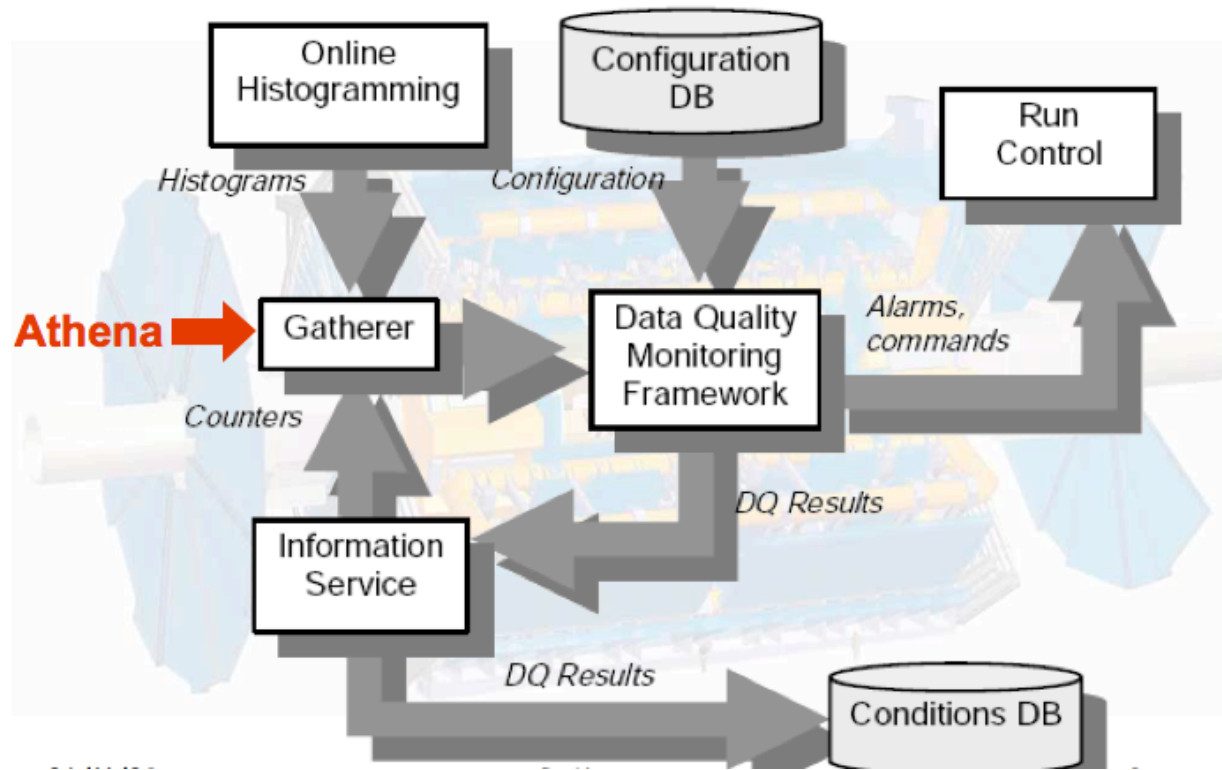 Online
Histogramming
Configuration
DB
Run
Control
Histograms
Configuration
Athena
Gatherer
Data Quality
Monitoring
Framework
Alarms,
commands
Counters
Information
Service
DQ Results
DQ Results
Conditions DB